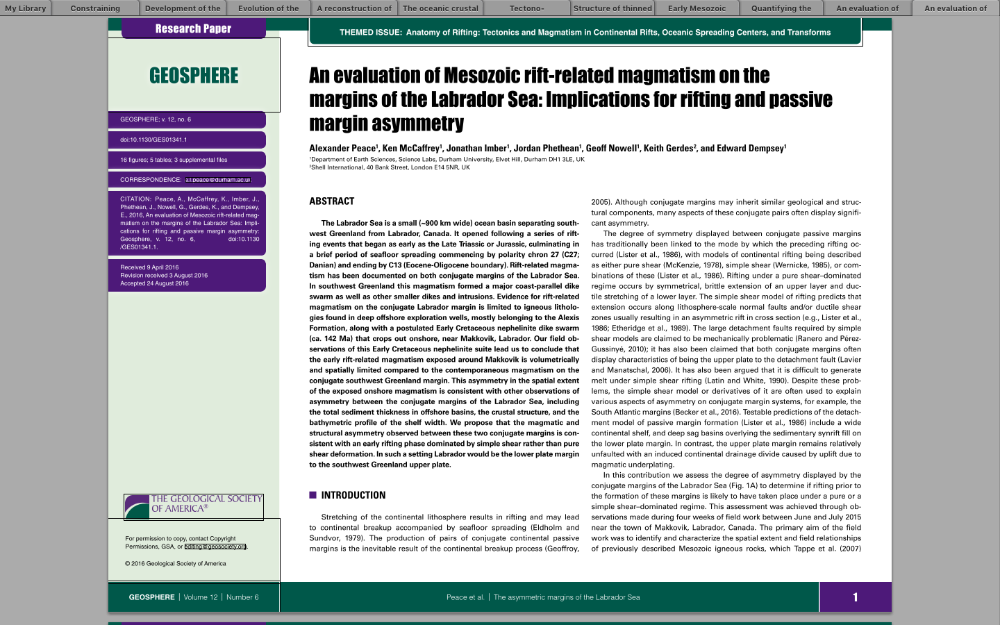 My Library
Constraining
Development of the
Evolution of the
A reconstruction of
The oceanic crustal
Tectono-
Structure of thinned
Early Mesozoic
Quantifying the
An evaluation of
An evaluation of
Research Paper
THEMED ISSUE: Anatomy of Rifting: Tectonics and Magmatism in Continental Rifts, Oceanic Spreading Centers, and Transforms
GEOSPHERE
GEOSPHERE; v. 12, no. 6
doi:10.1130/GES01341.1
16 figures; 5 tables; 3 supplemental files
CORRESPONDENCE: a.l.peace@durham.ac.uk
CITATION: Peace, A., McCaffrey, K., Imber, J.,
Phethean, J., Nowell, G., Gerdes, K., and Dempsey,
E., 2016, An evaluation of Mesozoic rift-related mag-
matism on the margins of the Labrador Sea: Impli-
cations for rifting and passive margin asymmetry:
Geosphere, v. 12, no. 6, doi:10.1130
/GES01341.1.
Received 9 April 2016
Revision received 3 August 2016
Accepted 24 August 2016
THE GEOLOGICAL SOCIETY
OF AMERICA®
For permission to copy, contact Copyright
Permissions, GSA, or editing@geosociety.org.
© 2016 Geological Society of America
An evaluation of Mesozoic rift-related magmatism on the
margins of the Labrador Sea: Implications for rifting and passive
margin asymmetry
Alexander Peace¹, Ken McCaffrey¹, Jonathan Imber¹, Jordan Phethean¹, Geoff Nowell¹, Keith Gerdes², and Edward Dempsey¹
¹Department of Earth Sciences, Science Labs, Durham University, Elvet Hill, Durham DH1 3LE, UK
²Shell International, 40 Bank Street, London E14 5NR, UK
ABSTRACT
The Labrador Sea is a small (~900 km wide) ocean basin separating south-
west Greenland from Labrador, Canada. It opened following a series of rift-
ing events that began as early as the Late Triassic or Jurassic, culminating in
a brief period of seafloor spreading commencing by polarity chron 27 (C27;
Danian) and ending by C13 (Eocene-Oligocene boundary). Rift-related magma-
tism has been documented on both conjugate margins of the Labrador Sea.
In southwest Greenland this magmatism formed a major coast-parallel dike
swarm as well as other smaller dikes and intrusions. Evidence for rift-related
magmatism on the conjugate Labrador margin is limited to igneous litholo-
gies found in deep offshore exploration wells, mostly belonging to the Alexis
Formation, along with a postulated Early Cretaceous nephelinite dike swarm
(ca. 142 Ma) that crops out onshore, near Makkovik, Labrador. Our field ob-
servations of this Early Cretaceous nephelinite suite lead us to conclude that
the early rift-related magmatism exposed around Makkovik is volumetrically
and spatially limited compared to the contemporaneous magmatism on the
conjugate southwest Greenland margin. This asymmetry in the spatial extent
of the exposed onshore magmatism is consistent with other observations of
asymmetry between the conjugate margins of the Labrador Sea, including
the total sediment thickness in offshore basins, the crustal structure, and the
bathymetric profile of the shelf width. We propose that the magmatic and
structural asymmetry observed between these two conjugate margins is con-
sistent with an early rifting phase dominated by simple shear rather than pure
shear deformation. In such a setting Labrador would be the lower plate margin
to the southwest Greenland upper plate.
INTRODUCTION
Stretching of the continental lithosphere results in rifting and may lead
to continental breakup accompanied by seafloor spreading (Eldholm and
Sundvor, 1979). The production of pairs of conjugate continental passive
margins is the inevitable result of the continental breakup process (Geoffroy,
2005). Although conjugate margins may inherit similar geological and struc-
tural components, many aspects of these conjugate pairs often display signifi-
cant asymmetry.
The degree of symmetry displayed between conjugate passive margins
has traditionally been linked to the mode by which the preceding rifting oc-
curred (Lister et al., 1986), with models of continental rifting being described
as either pure shear (McKenzie, 1978), simple shear (Wernicke, 1985), or com-
binations of these (Lister et al., 1986). Rifting under a pure shear–dominated
regime occurs by symmetrical, brittle extension of an upper layer and duc-
tile stretching of a lower layer. The simple shear model of rifting predicts that
extension occurs along lithosphere-scale normal faults and/or ductile shear
zones usually resulting in an asymmetric rift in cross section (e.g., Lister et al.,
1986; Etheridge et al., 1989). The large detachment faults required by simple
shear models are claimed to be mechanically problematic (Ranero and Pérez-
Gussinyé, 2010); it has also been claimed that both conjugate margins often
display characteristics of being the upper plate to the detachment fault (Lavier
and Manatschal, 2006). It has also been argued that it is difficult to generate
melt under simple shear rifting (Latin and White, 1990). Despite these prob-
lems, the simple shear model or derivatives of it are often used to explain
various aspects of asymmetry on conjugate margin systems, for example, the
South Atlantic margins (Becker et al., 2016). Testable predictions of the detach-
ment model of passive margin formation (Lister et al., 1986) include a wide
continental shelf, and deep sag basins overlying the sedimentary synrift fill on
the lower plate margin. In contrast, the upper plate margin remains relatively
unfaulted with an induced continental drainage divide caused by uplift due to
magmatic underplating.
In this contribution we assess the degree of asymmetry displayed by the
conjugate margins of the Labrador Sea (Fig. 1A) to determine if rifting prior to
the formation of these margins is likely to have taken place under a pure or a
simple shear–dominated regime. This assessment was achieved through ob-
servations made during four weeks of field work between June and July 2015
near the town of Makkovik, Labrador, Canada. The primary aim of the field
work was to identify and characterize the spatial extent and field relationships
of previously described Mesozoic igneous rocks, which Tappe et al. (2007)
GEOSPHERE | Volume 12 | Number 6
Peace et al. | The asymmetric margins of the Labrador Sea
1